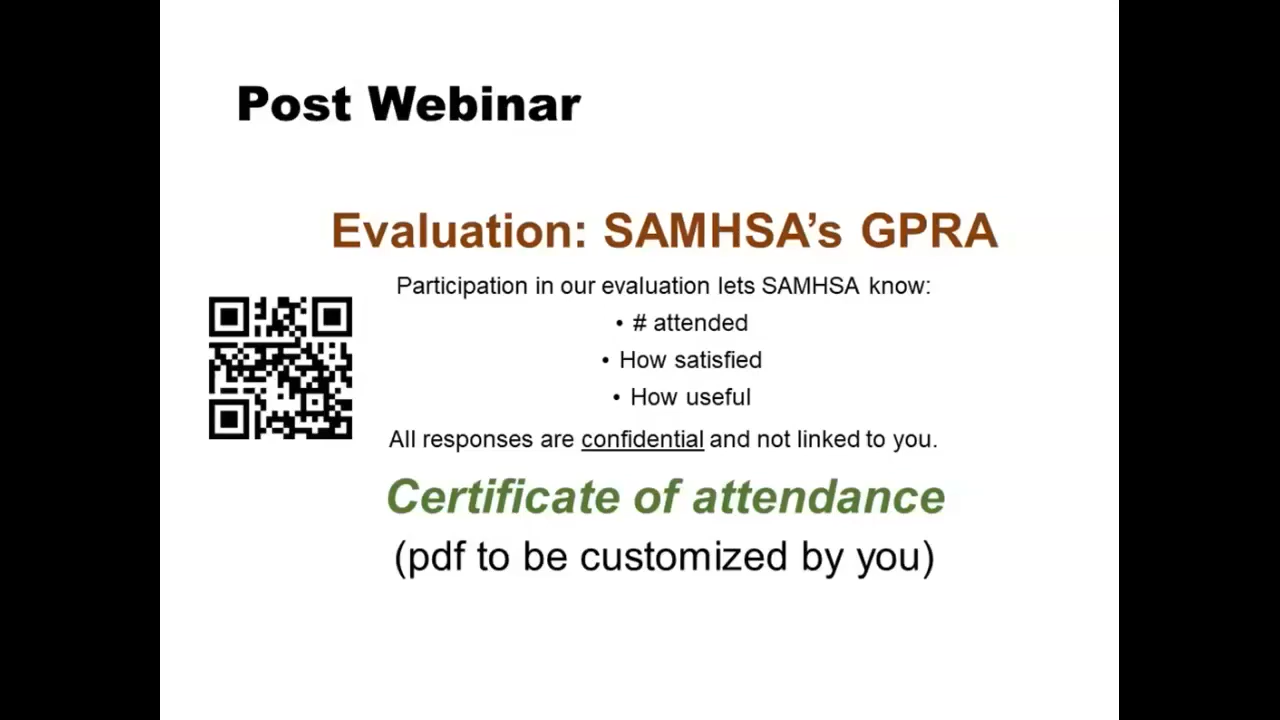 Post Webinar
Evaluation: SAMHSA’s GPRA
Participation in our evaluation lets SAMHSA know:
• # attended
• How satisfied
• How useful
All responses are confidential and not linked to you.
Certificate of attendance
(pdf to be customized by you)